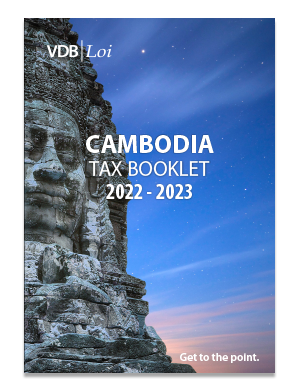 VDB Loi
CAMBODIA
TAX BOOKLET
2022 - 2023
Get to the point.